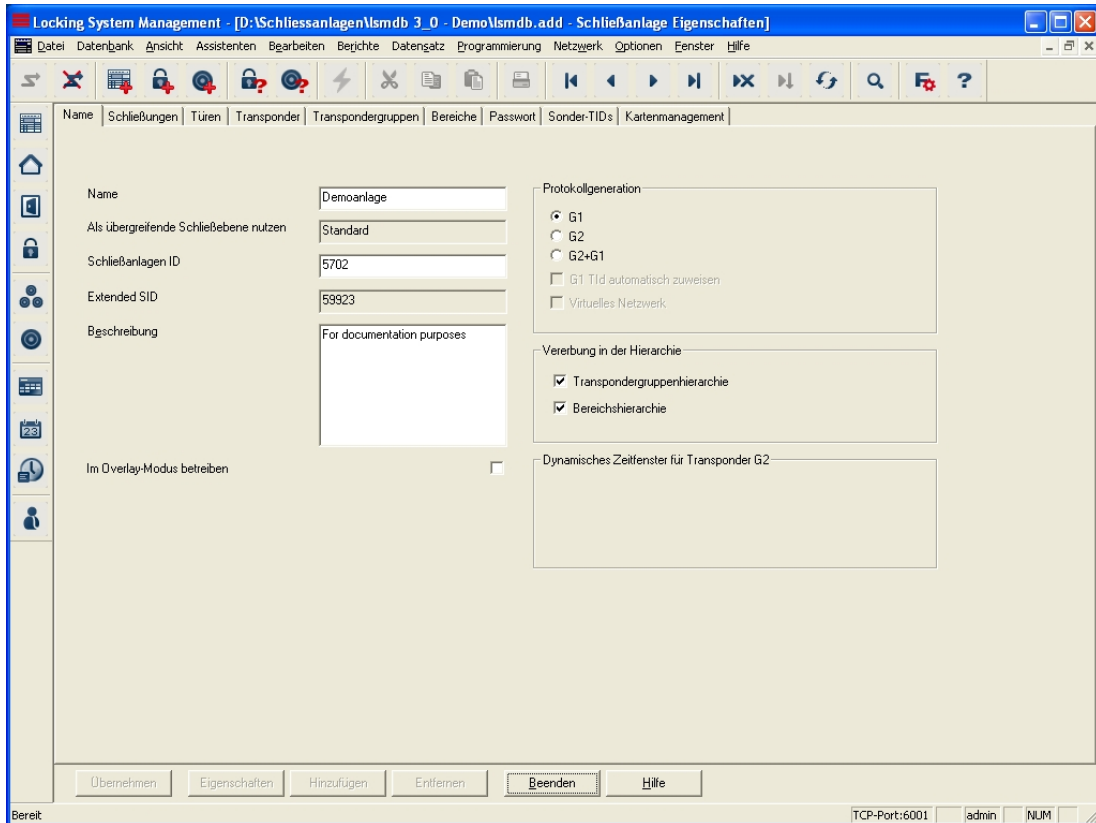 Locking System Management - [D:\Schliessanlagen\lsmdb 3_0 - Demo\lsmdb.add - Schließanlage Eigenschaften]
Datei Datenbank Ansicht Assistenten Bearbeiten Berichte Datensatz Programmierung Netzwerk Optionen Fenster Hilfe
Name Schließungen Türen Transponder Transpondergruppen Bereiche Passwort Sonder-TIDs Kartenmanagement
Name Demoanlage
Als übergreifende Schließebene nutzen Standard
Schließanlagen ID 5702
Extended SID 59923
Beschreibung For documentation purposes
Im Overlay-Modus betreiben
Protokollgeneration
G1
G2
G2+G1
G1 TId automatisch zuweisen
Virtuelles Netzwerk
Vererbung in der Hierarchie
Transpondergruppenhierarchie
Bereichshierarchie
Dynamisches Zeitfenster für Transponder G2
23
Übernehmen Eigenschaften Hinzufügen Entfernen Beenden Hilfe
Bereit TCP-Port:6001 admin NUM